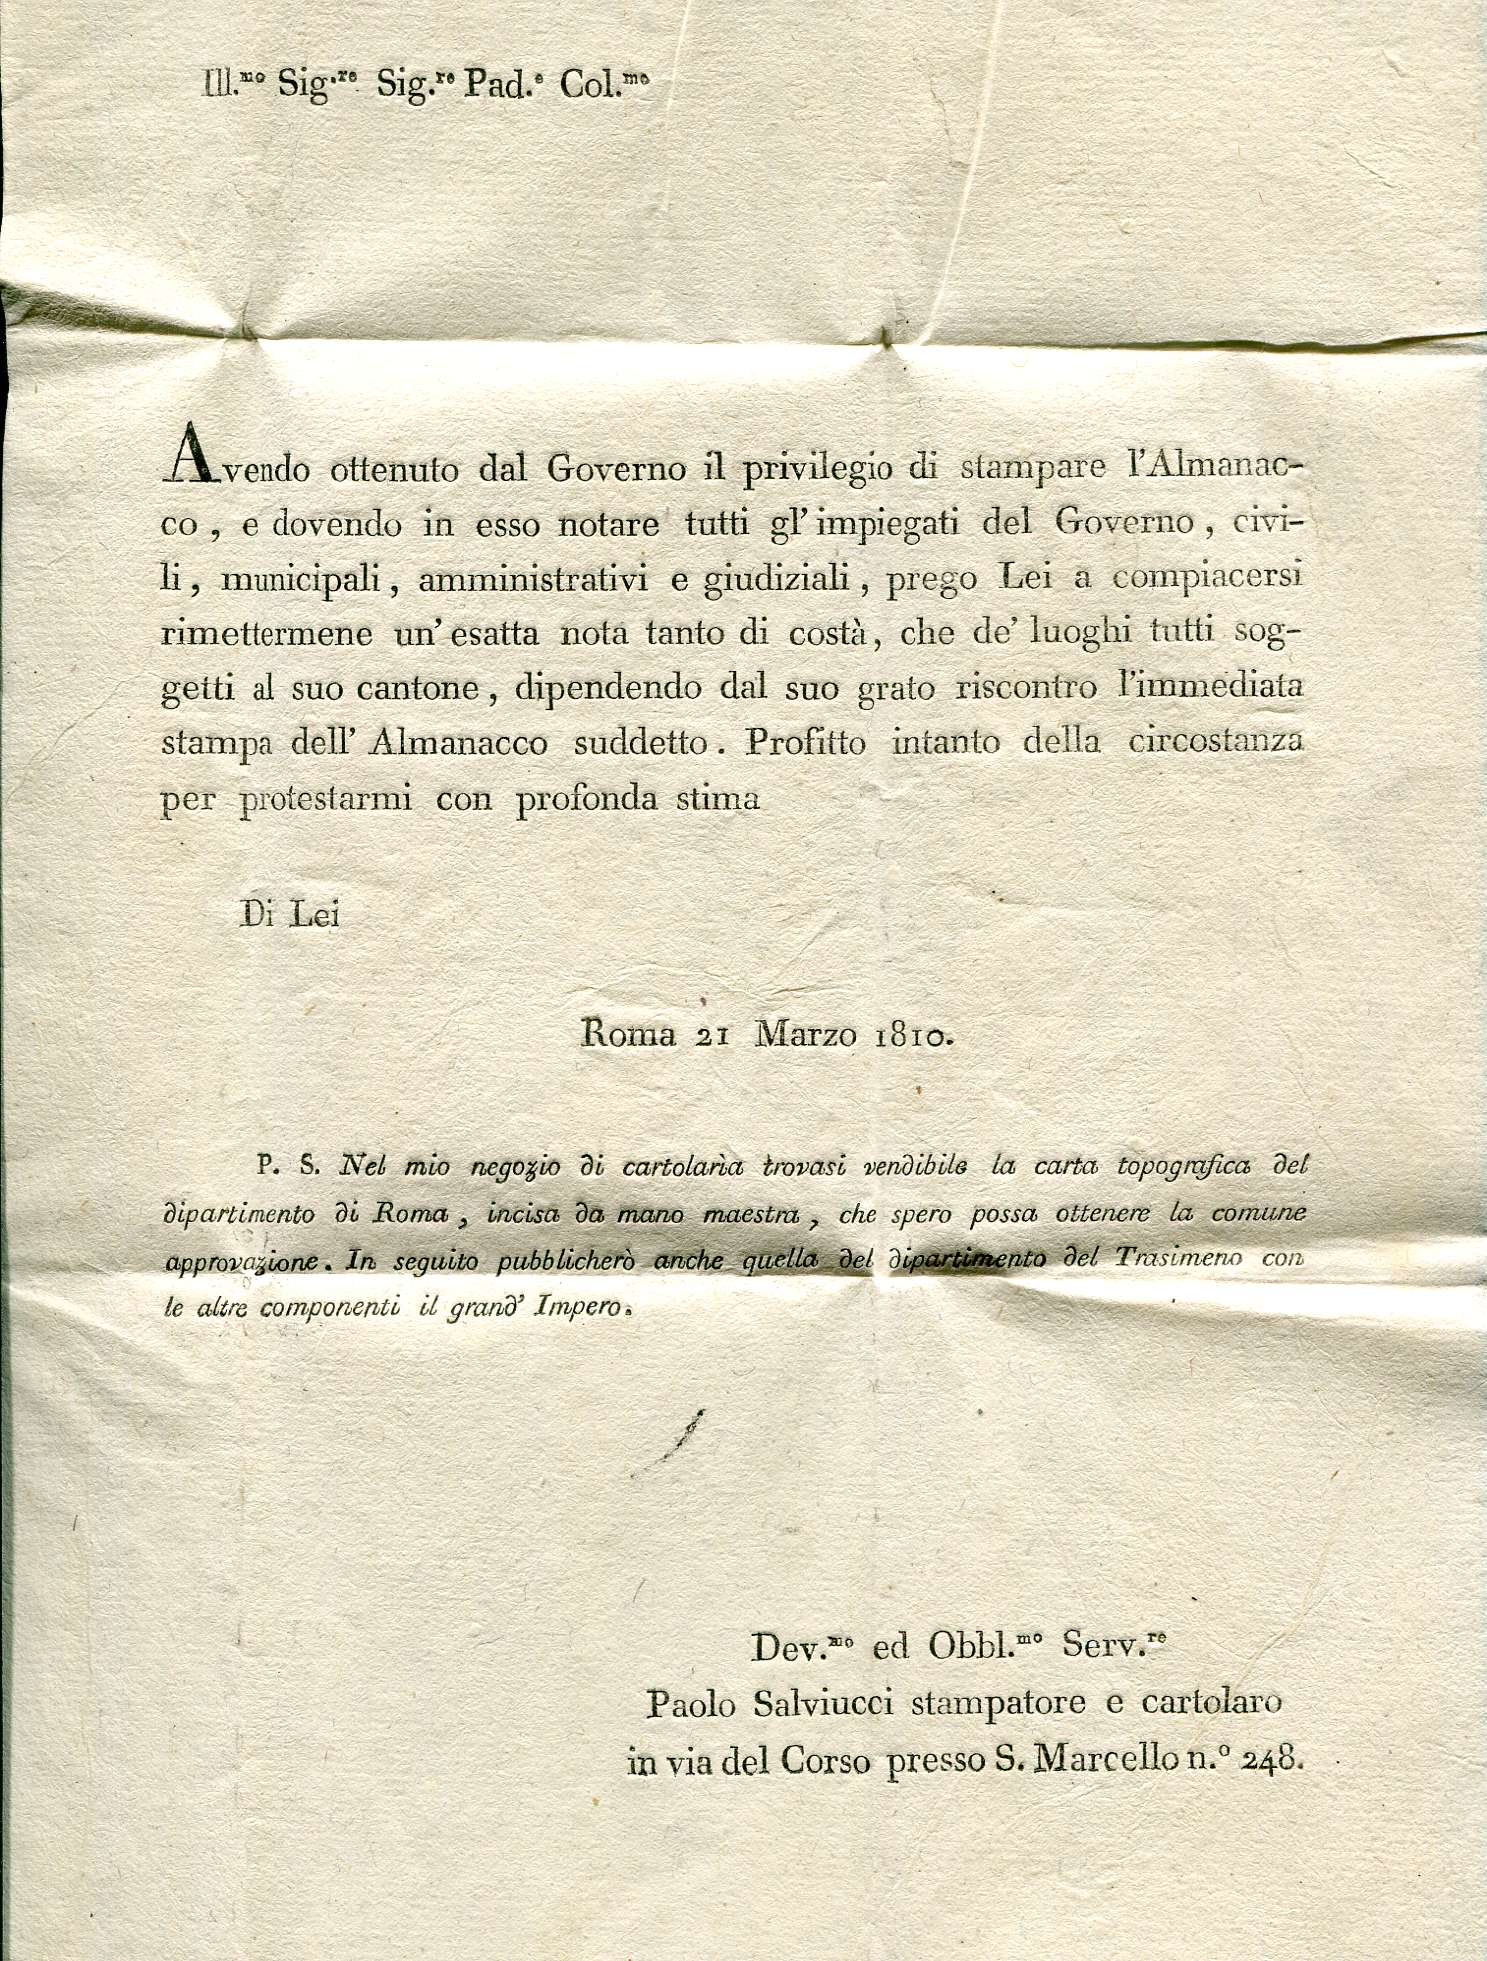 Ill.mo Sig.re Sig.re Pad.e Col.mo
Avendo ottenuto dal Governo il privilegio di stampare l'Almanac-
co , e dovendo in esso notare tutti gl' impiegati del Governo , civi-
li , municipali , amministrativi e giudiziali , prego Lei a compiacersi
rimettermene un' esatta nota tanto di costà , che de' luoghi tutti sog-
getti al suo cantone , dipendendo dal suo grato riscontro l'immediata
stampa dell' Almanacco suddetto . Profitto intanto della circostanza
per protestarmi con profonda stima
Di Lei
Roma 21 Marzo 1810.
P. S. Nel mio negozio di cartolarìa trovasi vendibile la carta topografica del
dipartimento di Roma , incisa da mano maestra , che spero possa ottenere la comune
approvazione. In seguito pubblicherò anche quella del dipartimento del Trasimeno con
le altre componenti il grand' Impero.
Dev.mo ed Obbl.mo Serv.re
Paolo Salviucci stampatore e cartolaro
in via del Corso presso S. Marcello n.o 248.